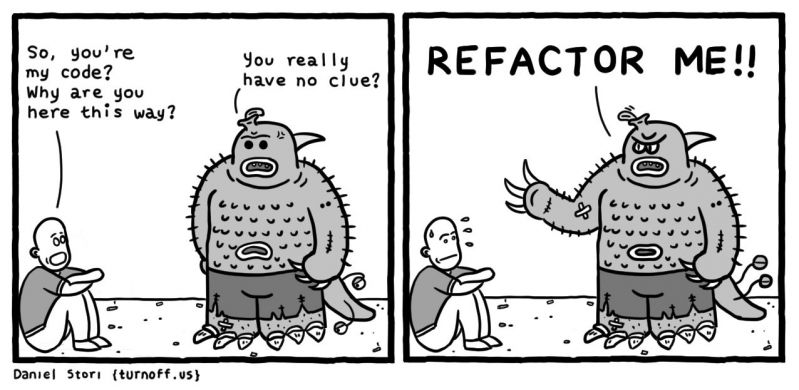 So, you're
my code?
Why are you
here this way?
You really
have no clue?
REFACTOR ME!!
Daniel Stori {turnoff.us}